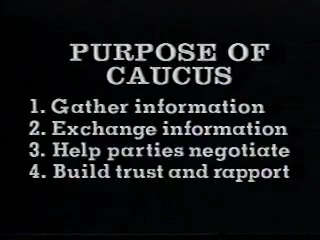 PURPOSE OF
CAUCUS
1. Gather information
2. Exchange information
3. Help parties negotiate
4. Build trust and rapport